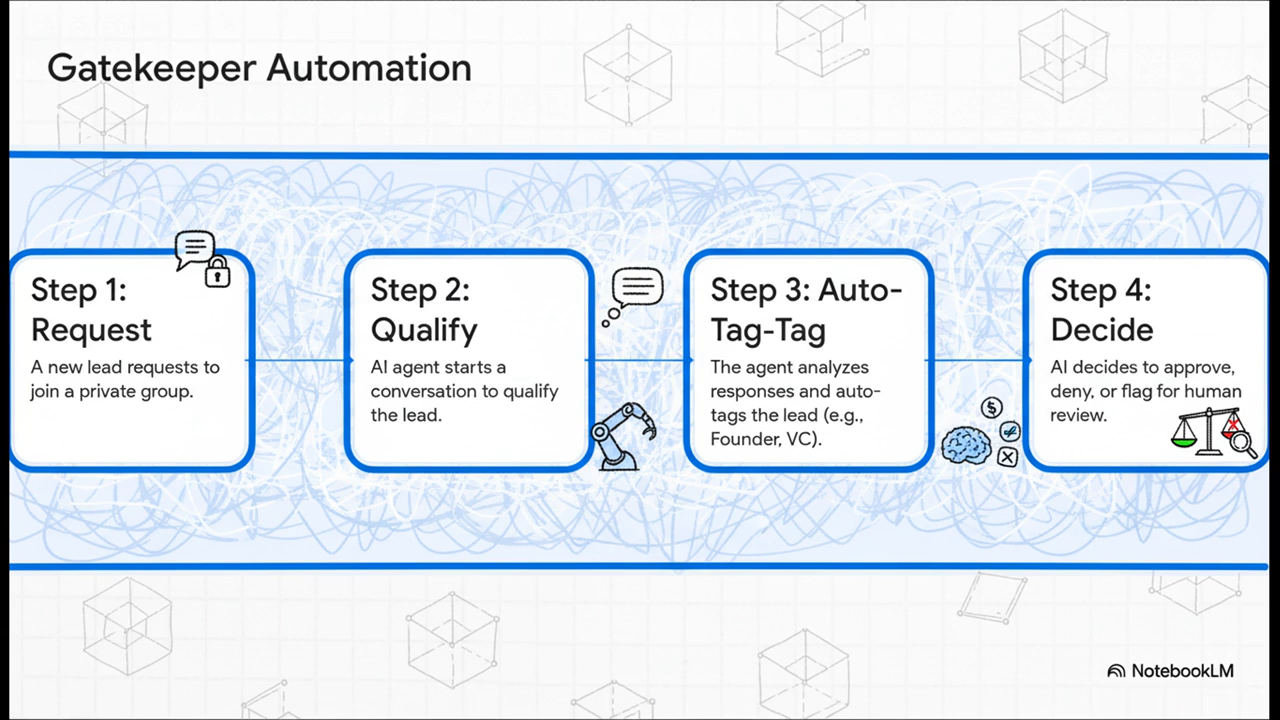 Gatekeeper Automation
Step 1:
Request
A new lead requests to
join a private group.
Step 2:
Qualify
AI agent starts a
conversation to qualify
the lead.
Step 3: Auto-
Tag-Tag
The agent analyzes
responses and auto-
tags the lead (e.g.,
Founder, VC).
$
Step 4:
Decide
AI decides to approve,
deny, or flag for human
review.
NotebookLM